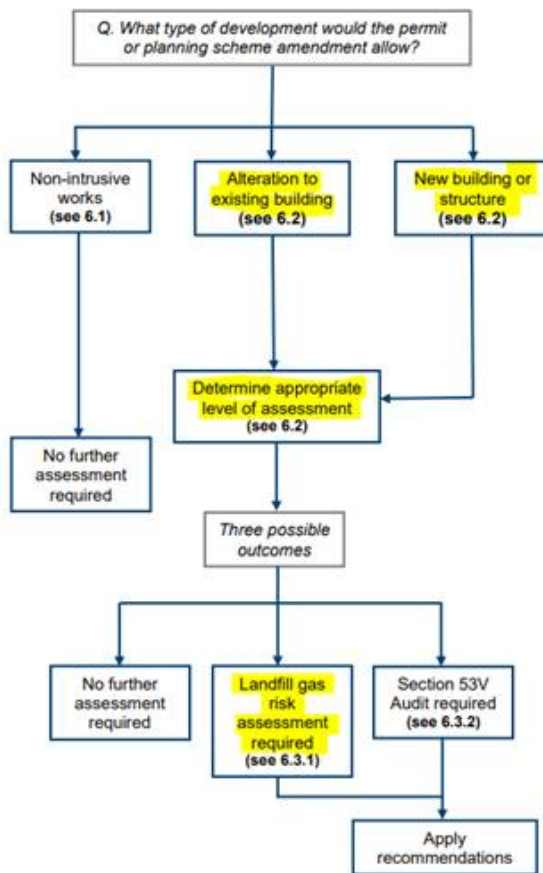 Q. What type of development would the permit
or planning scheme amendment allow?
Non-intrusive
works
(see 6.1)
Alteration to
existing building
(see 6.2)
New building or
structure
(see 6.2)
Determine appropriate
level of assessment
(see 6.2)
No further
assessment
required
Three possible
outcomes
No further
assessment
required
Landfill gas
risk
assessment
required
(see 6.3.1)
Section 53V
Audit required
(see 6.3.2)
Apply
recommendations